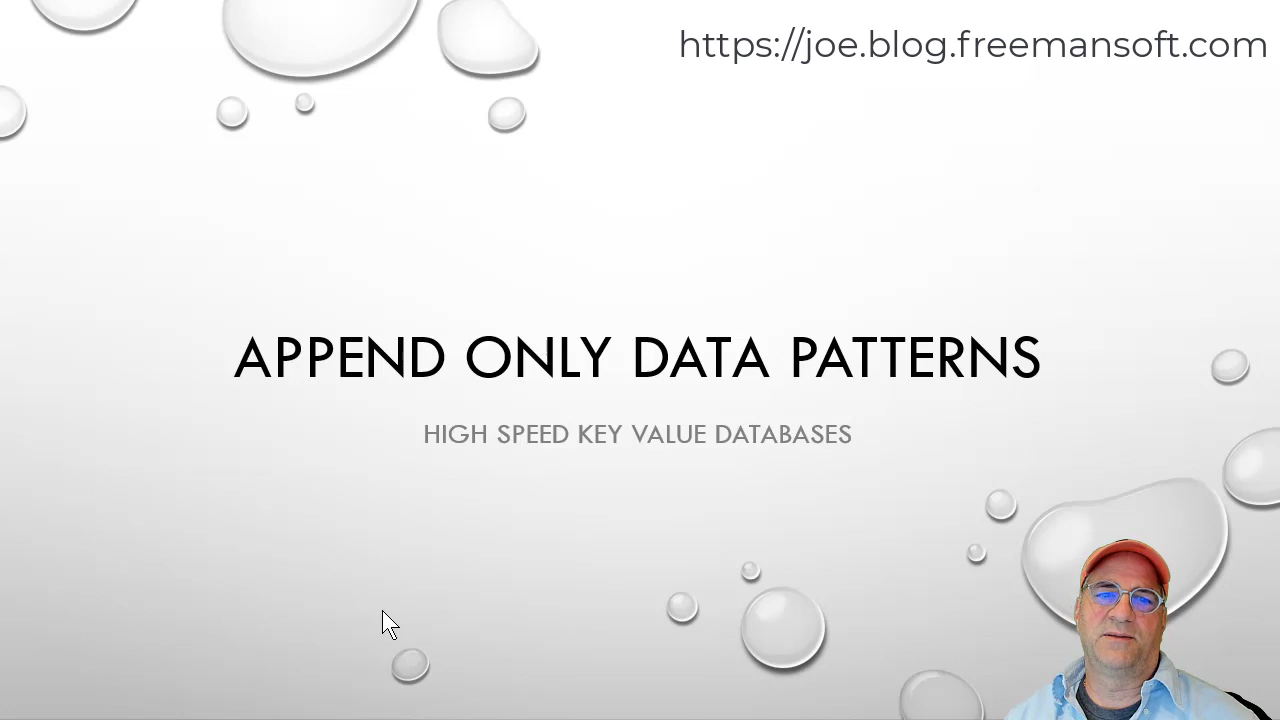 https://joe.blog.freemansoft.com
APPEND ONLY DATA PATTERNS
HIGH SPEED KEY VALUE DATABASES